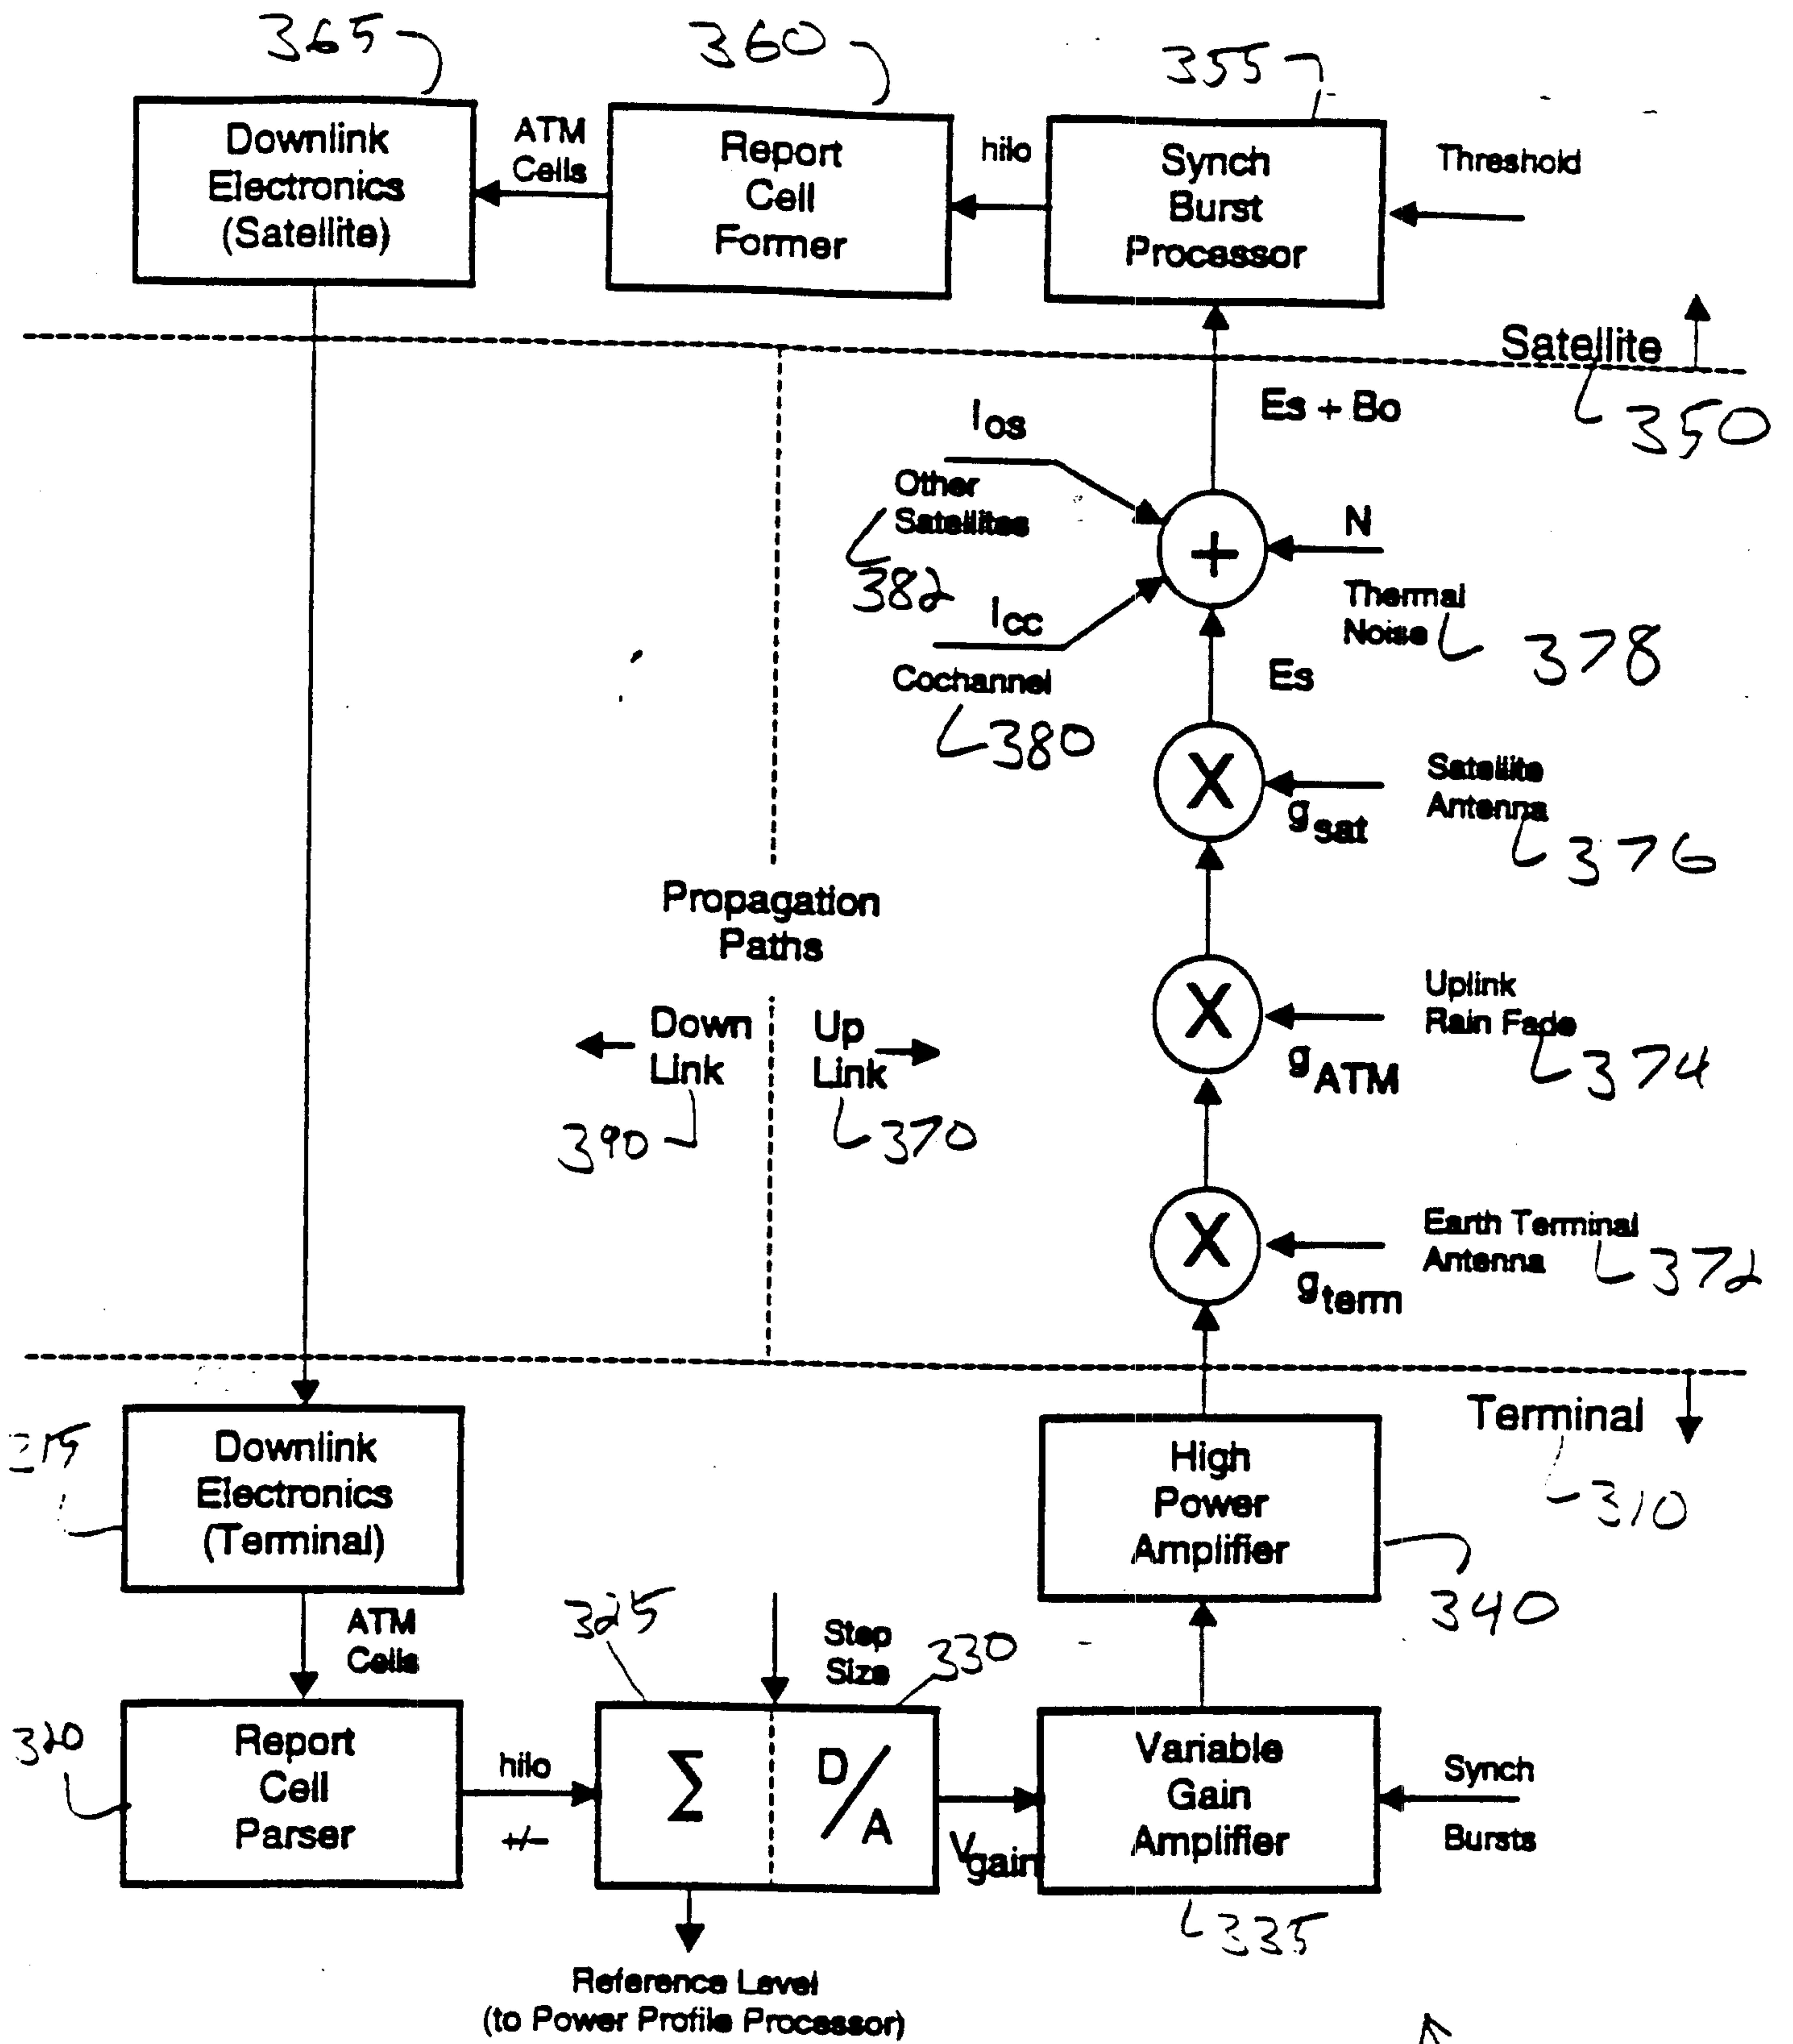 365
360
355
Downlink
Electronics
(Satellite)
ATM
Cells
Report
Cell
Former
hilo
Synch
Burst
Processor
Threshold
Satellite
350
Es + Bo
Ios
Other
Satellites
382
N
Thermal
Noise
378
Icc
Cochannel
380
+
Es
X
gsat
Satellite
Antenna
376
Propagation
Paths
Down
Link
390
Up
Link
370
X
gATM
Uplink
Rain Fade
374
X
gterm
Earth Terminal
Antenna
372
Terminal
310
Downlink
Electronics
(Terminal)
High
Power
Amplifier
340
ATM
Cells
325
Step
Size
330
320
Report
Cell
Parser
hilo
+/-
Σ
D/A
Vgain
Variable
Gain
Amplifier
Synch
Bursts
335
Reference Level
(to Power Profile Processor)